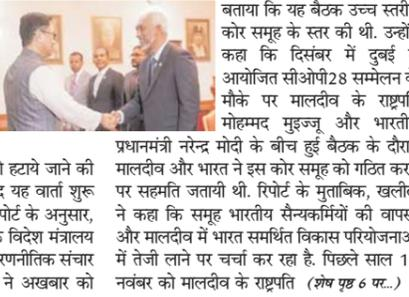 बताया कि यह बैठक उच्च स्तरी
कोर समूह के स्तर की थी. उन्हों
कहा कि दिसंबर में दुबई
आयोजित सीओपी28 सम्मेलन
मौके पर मालदीव के राष्ट्रप
मोहम्मद मुइज्जू और भारती
प्रधानमंत्री नरेन्द्र मोदी के बीच हुई बैठक के दौरा
मालदीव और भारत ने इस कोर समूह को गठित कर
पर सहमति जतायी थी. रिपोर्ट के मुताबिक, खली
ने कहा कि समूह भारतीय सैन्यकर्मियों की वापस
और मालदीव में भारत समर्थित विकास परियोजनाअ
में तेजी लाने पर चर्चा कर रहा है. पिछले साल 1
नवंबर को मालदीव के राष्ट्रपति (शेष पृष्ठ 6 पर...)
हटाये जाने की
यह वार्ता शुरू
पोर्ट के अनुसार,
विदेश मंत्रालय
रणनीतिक संचार
ने अखबार को